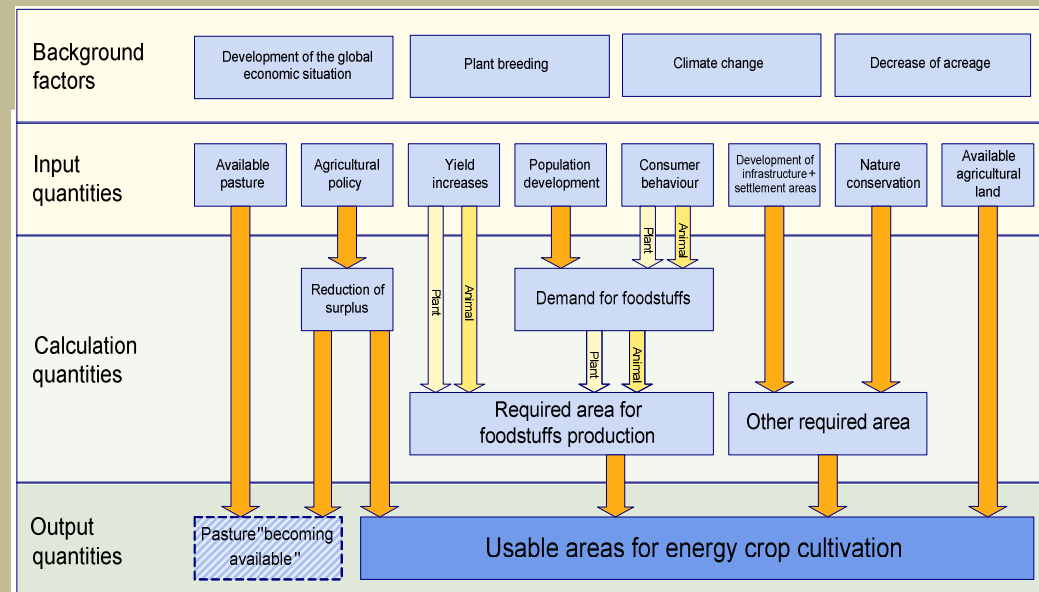 Background
factors
Development of the global
economic situation
Plant breeding
Climate change
Decrease of acreage
Input
quantities
Available
pasture
Agricultural
policy
Yield
increases
Population
development
Consumer
behaviour
Development of
infrastructure+
settlement areas
Nature
conservation
Available
agricultural
land
Plant
Animal
Plant
Animal
Calculation
quantities
Reduction of
surplus
Demand for foodstuffs
Plant
Animal
Required area for
foodstuffs production
Other required area
Output
quantities
Pasture "becoming
available"
Usable areas for energy crop cultivation